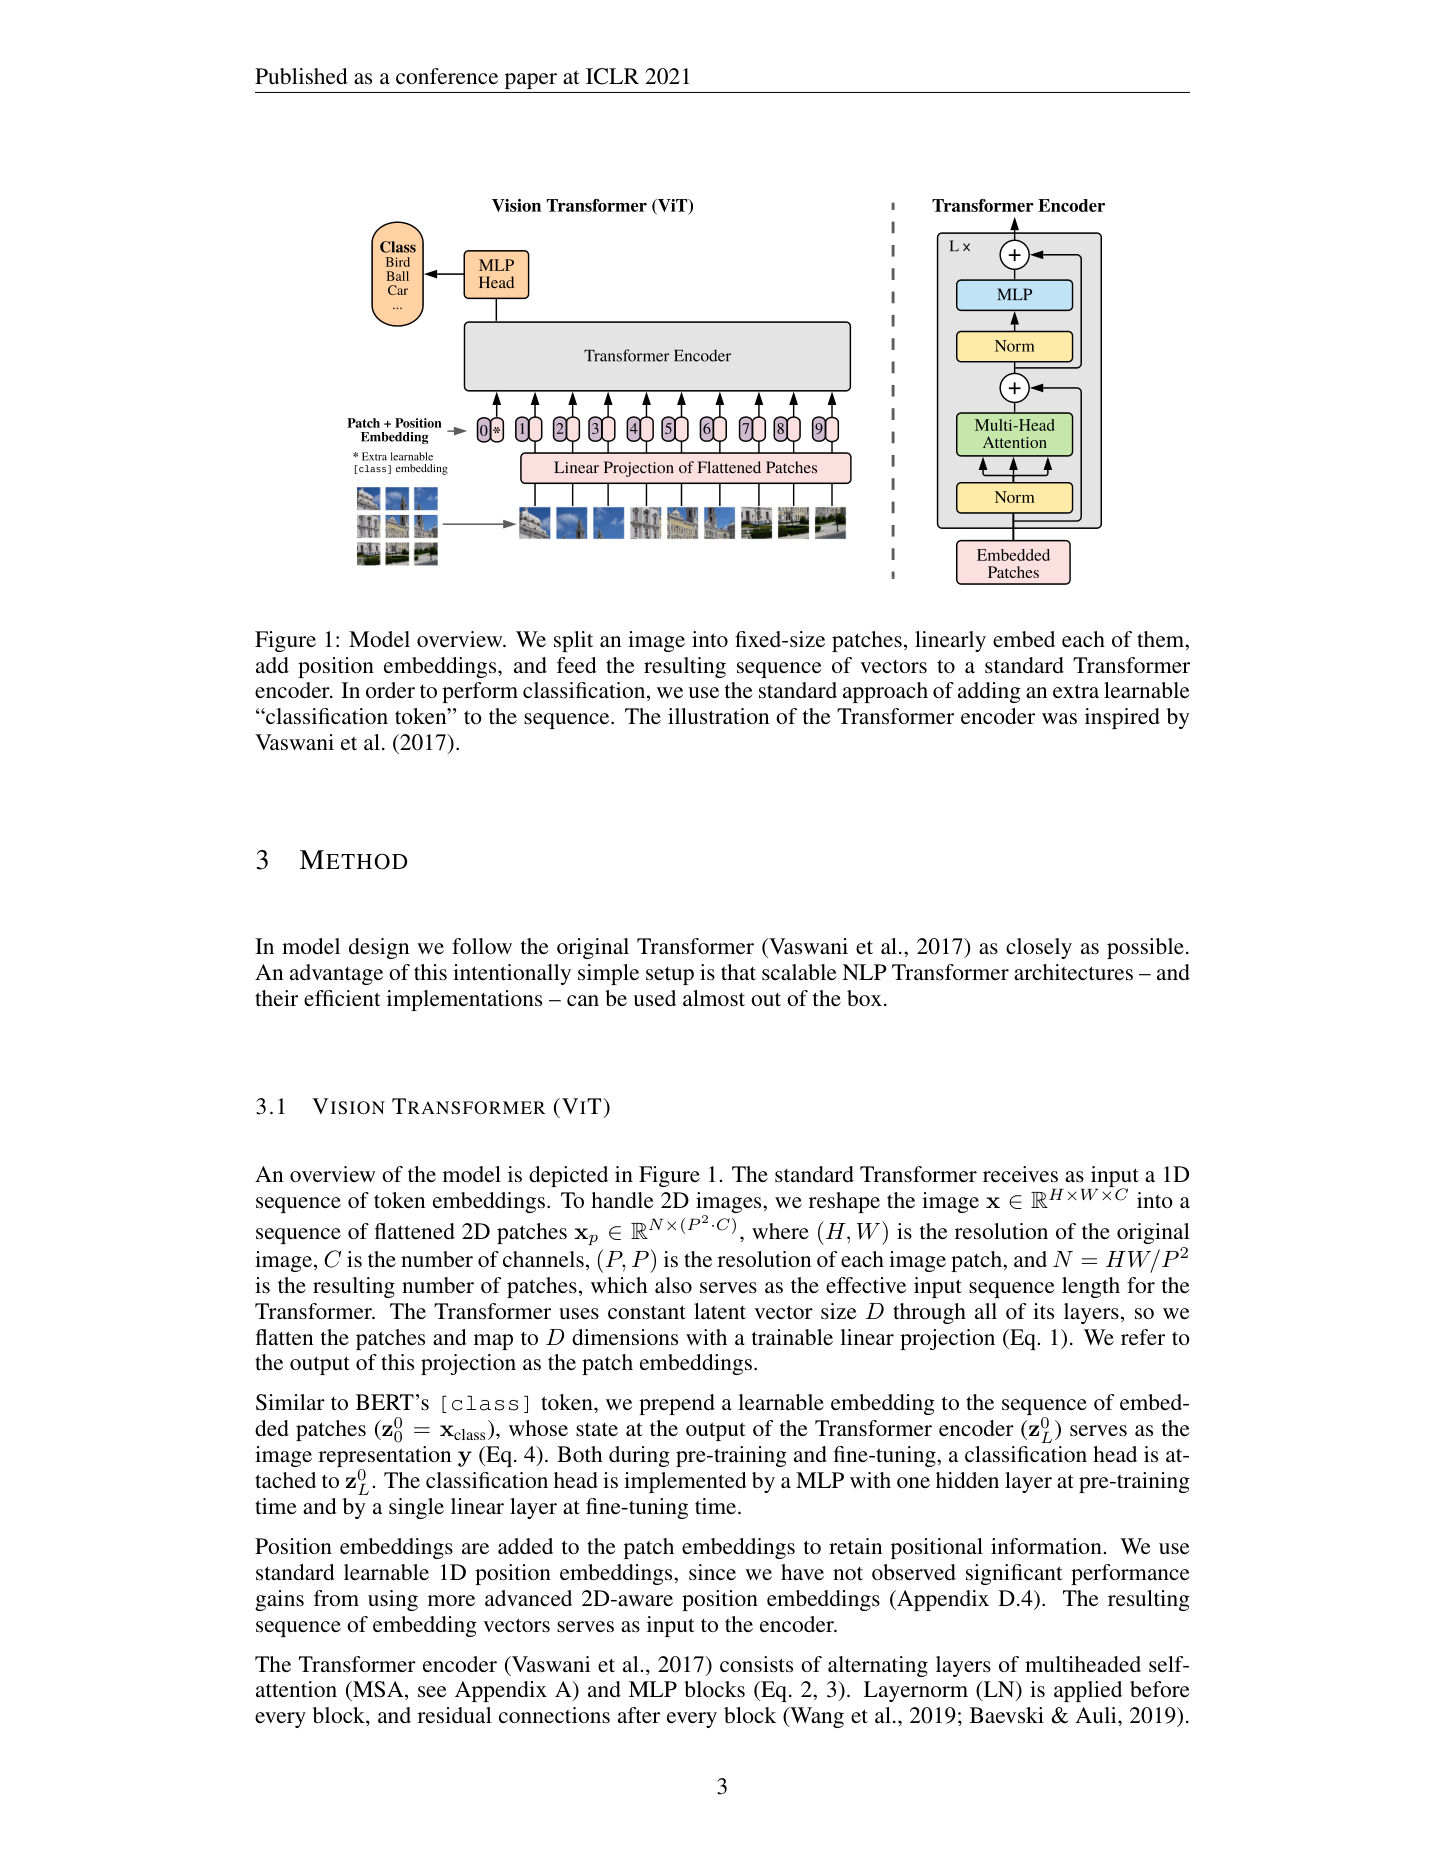 Published as a conference paper at ICLR 2021
Vision Transformer (ViT)
Class
Bird
Ball
Car
...
MLP
Head
Transformer Encoder
Patch + Position
Embedding
* Extra learnable
[class] embedding
0 * 1 2 3 4 5 6 7 8 9
Linear Projection of Flattened Patches
Transformer Encoder
L x
+
MLP
Norm
+
Multi-Head
Attention
Norm
Embedded
Patches
Figure 1: Model overview. We split an image into fixed-size patches, linearly embed each of them,
add position embeddings, and feed the resulting sequence of vectors to a standard Transformer
encoder. In order to perform classification, we use the standard approach of adding an extra learnable
“classification token” to the sequence. The illustration of the Transformer encoder was inspired by
Vaswani et al. (2017).
3 METHOD
In model design we follow the original Transformer (Vaswani et al., 2017) as closely as possible.
An advantage of this intentionally simple setup is that scalable NLP Transformer architectures – and
their efficient implementations – can be used almost out of the box.
3.1 VISION TRANSFORMER (VIT)
An overview of the model is depicted in Figure 1. The standard Transformer receives as input a 1D
sequence of token embeddings. To handle 2D images, we reshape the image x ∈ ℝ^{H×W×C} into a
sequence of flattened 2D patches x_p ∈ ℝ^{N×(P²·C)}, where (H, W) is the resolution of the original
image, C is the number of channels, (P, P) is the resolution of each image patch, and N = HW/P²
is the resulting number of patches, which also serves as the effective input sequence length for the
Transformer. The Transformer uses constant latent vector size D through all of its layers, so we
flatten the patches and map to D dimensions with a trainable linear projection (Eq. 1). We refer to
the output of this projection as the patch embeddings.
Similar to BERT’s [class] token, we prepend a learnable embedding to the sequence of embed-
ded patches (z_0^0 = x_class), whose state at the output of the Transformer encoder (z_L^0) serves as the
image representation y (Eq. 4). Both during pre-training and fine-tuning, a classification head is at-
tached to z_L^0. The classification head is implemented by a MLP with one hidden layer at pre-training
time and by a single linear layer at fine-tuning time.
Position embeddings are added to the patch embeddings to retain positional information. We use
standard learnable 1D position embeddings, since we have not observed significant performance
gains from using more advanced 2D-aware position embeddings (Appendix D.4). The resulting
sequence of embedding vectors serves as input to the encoder.
The Transformer encoder (Vaswani et al., 2017) consists of alternating layers of multiheaded self-
attention (MSA, see Appendix A) and MLP blocks (Eq. 2, 3). Layernorm (LN) is applied before
every block, and residual connections after every block (Wang et al., 2019; Baevski & Auli, 2019).
3